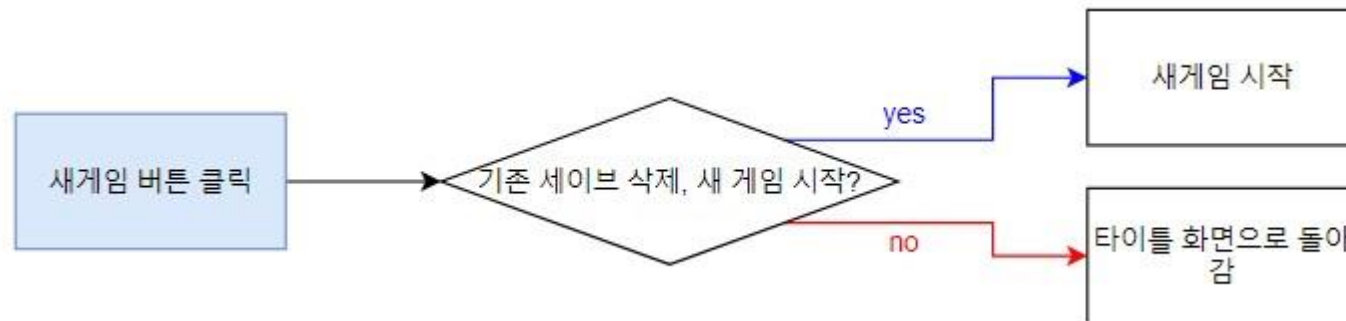 새게임 버튼 클릭
기존 세이브 삭제, 새 게임 시작?
yes
새게임 시작
no
타이틀 화면으로 돌아
감